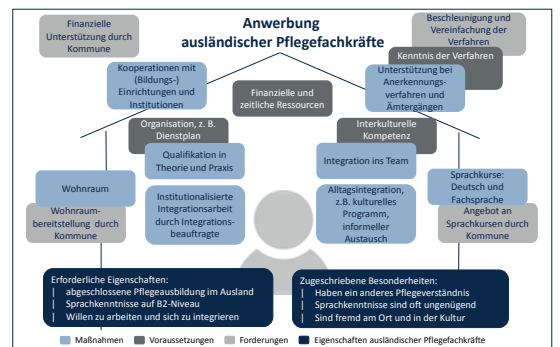 Anwerbung
ausländischer Pflegefachkräfte
Finanzielle
Unterstützung durch
Kommune
Beschleunigung und
Vereinfachung der
Verfahren
Kenntnis der Verfahren
Kooperationen mit
(Bildungs-)
Einrichtungen und
Institutionen
Unterstützung bei
Anerkennungs-
verfahren und
Ämtergängen
Finanzielle und
zeitliche Ressourcen
Organisation, z. B.
Dienstplan
Interkulturelle
Kompetenz
Qualifikation in
Theorie und Praxis
Integration ins Team
Wohnraum
Sprachkurse:
Deutsch und
Fachsprache
Institutionalisierte
Integrationsarbeit
durch Integrations-
beauftragte
Alltagsintegration,
z.B. kulturelles
Programm,
informeller
Austausch
Wohnraum-
bereitstellung durch
Kommune
Angebot an
Sprachkursen durch
Kommune
Erforderliche Eigenschaften:
| abgeschlossene Pflegeausbildung im Ausland
| Sprachkenntnisse auf B2-Niveau
| Willen zu arbeiten und sich zu integrieren
Zugeschriebene Besonderheiten:
| Haben ein anderes Pflegeverständnis
| Sprachkenntnisse sind oft ungenügend
| Sind fremd am Ort und in der Kultur
Maßnahmen
Voraussetzungen
Forderungen
Eigenschaften ausländischer Pflegefachkräfte